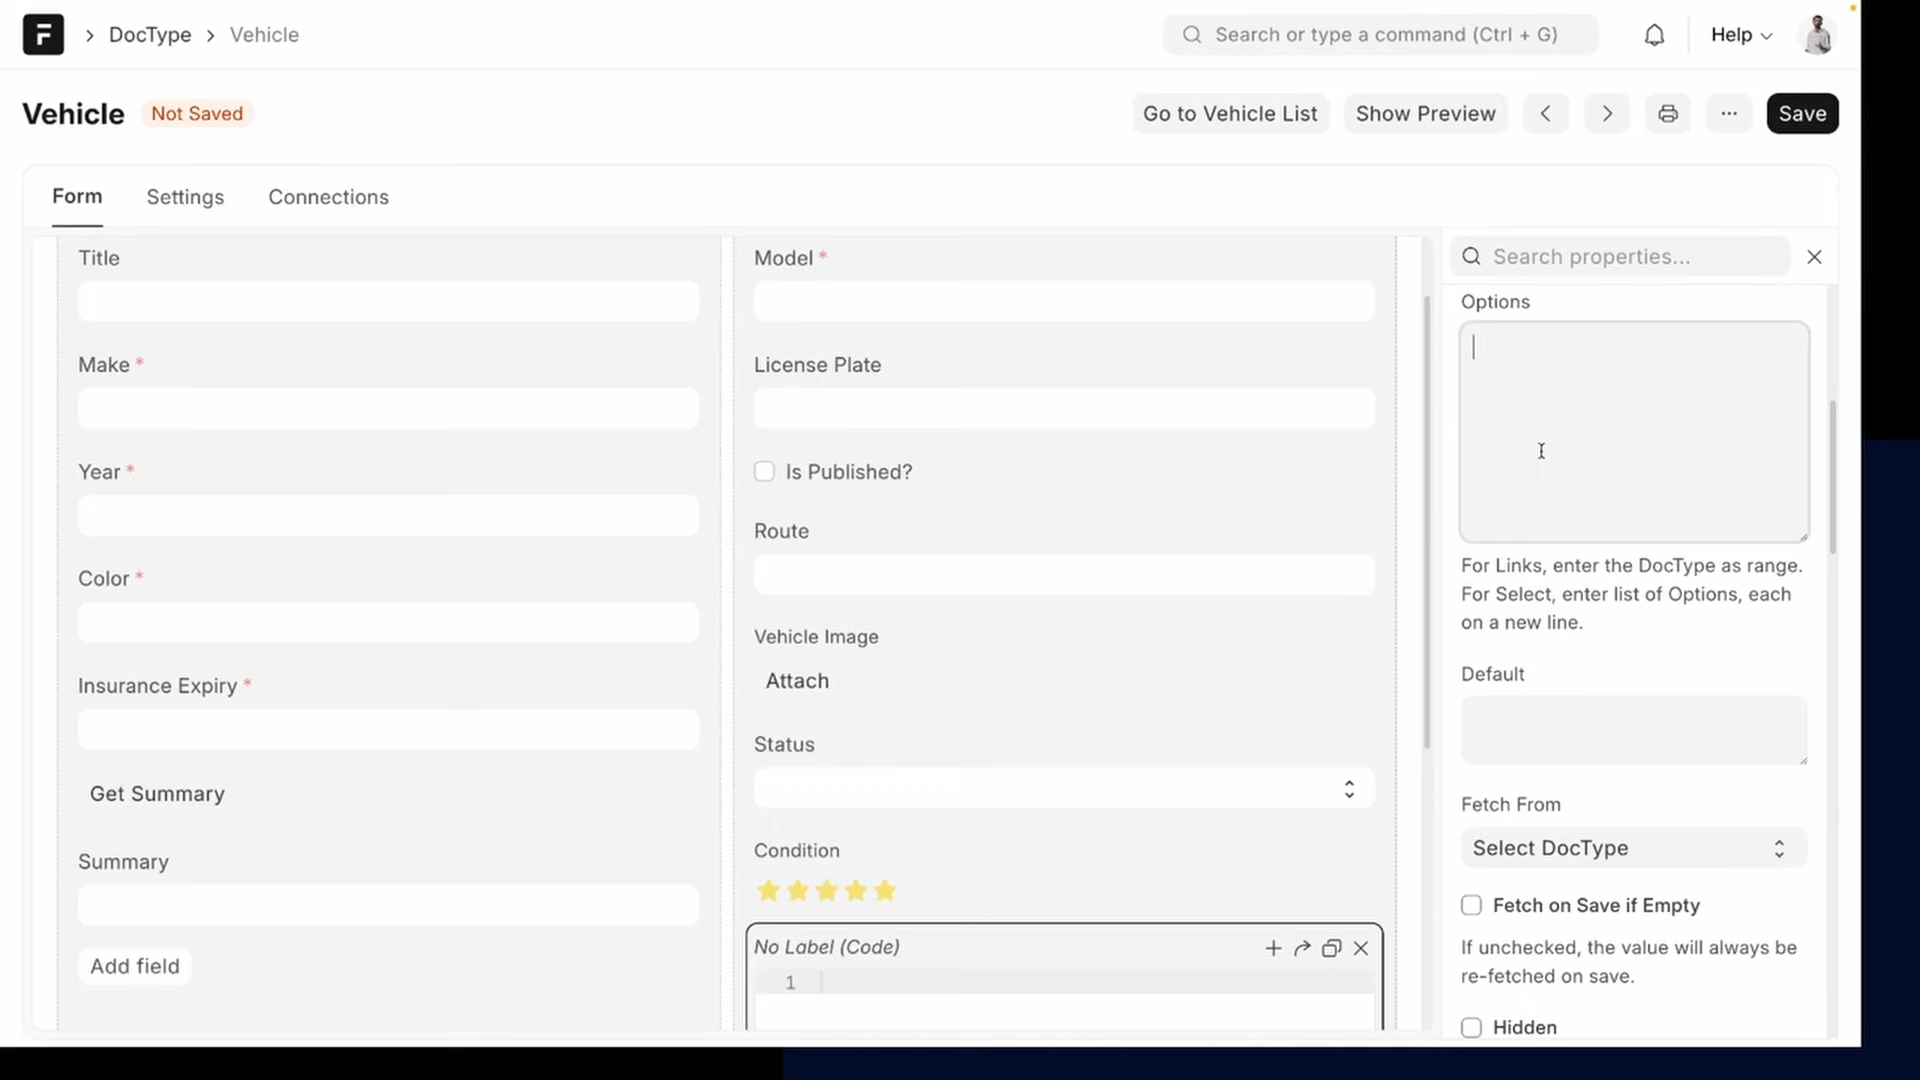 F
DocType
Vehicle
Search or type a command (Ctrl + G)
Help
Vehicle
Not Saved
Go to Vehicle List
Show Preview
Save
Form
Settings
Connections
Title
Make *
Year *
Color *
Insurance Expiry *
Get Summary
Summary
Add field
Model *
License Plate
Is Published?
Route
Vehicle Image
Attach
Status
Condition
No Label (Code)
1
Search properties...
Options
For Links, enter the DocType as range.
For Select, enter list of Options, each
on a new line.
Default
Fetch From
Select DocType
Fetch on Save if Empty
If unchecked, the value will always be
re-fetched on save.
Hidden